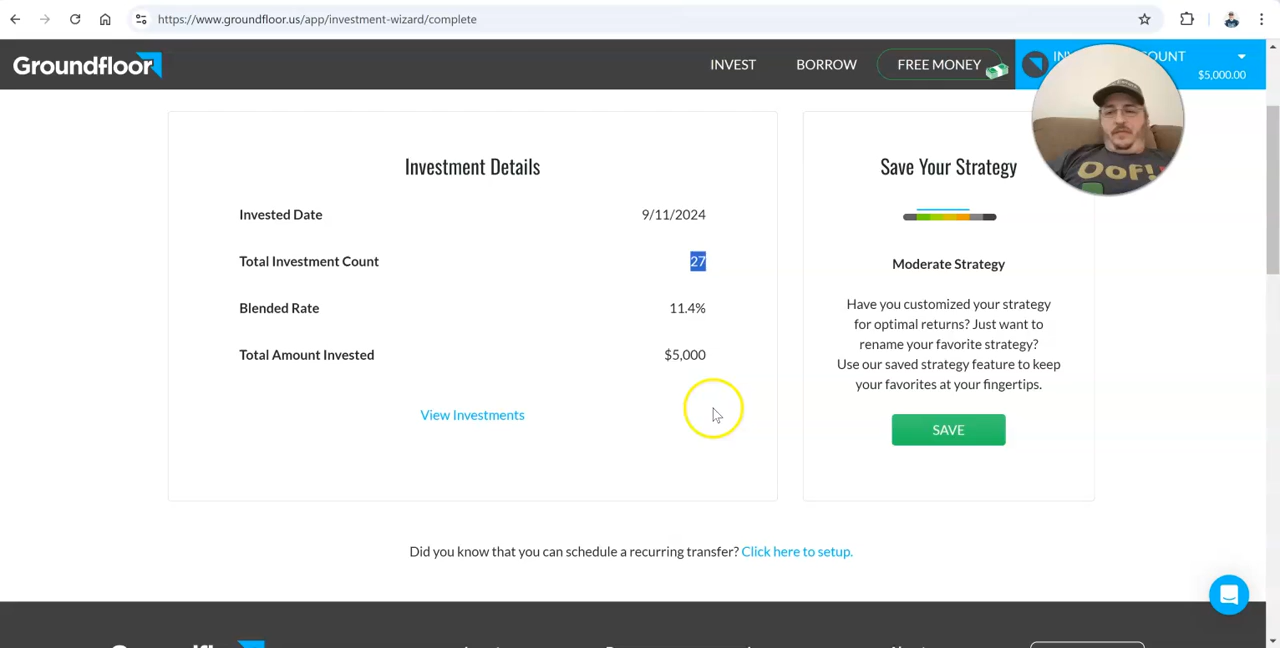 https://www.groundfloor.us/app/investment-wizard/complete
Groundfloor
INVEST
BORROW
FREE MONEY
$5,000.00
Investment Details
Invested Date
9/11/2024
Total Investment Count
27
Blended Rate
11.4%
Total Amount Invested
$5,000
View Investments
Save Your Strategy
Moderate Strategy
Have you customized your strategy
for optimal returns? Just want to
rename your favorite strategy?
Use our saved strategy feature to keep
your favorites at your fingertips.
SAVE
Did you know that you can schedule a recurring transfer? Click here to setup.